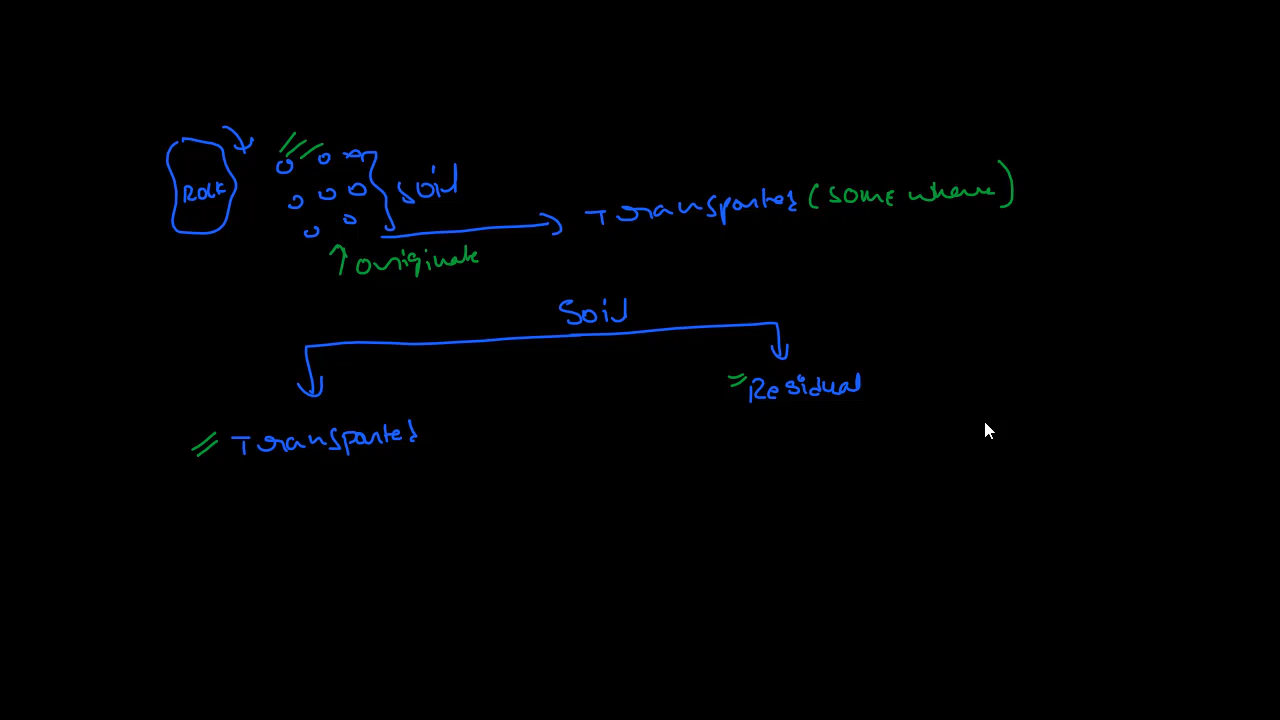 ROCK
soil
Transported (some where)
originate
Soil
Residual
Transported